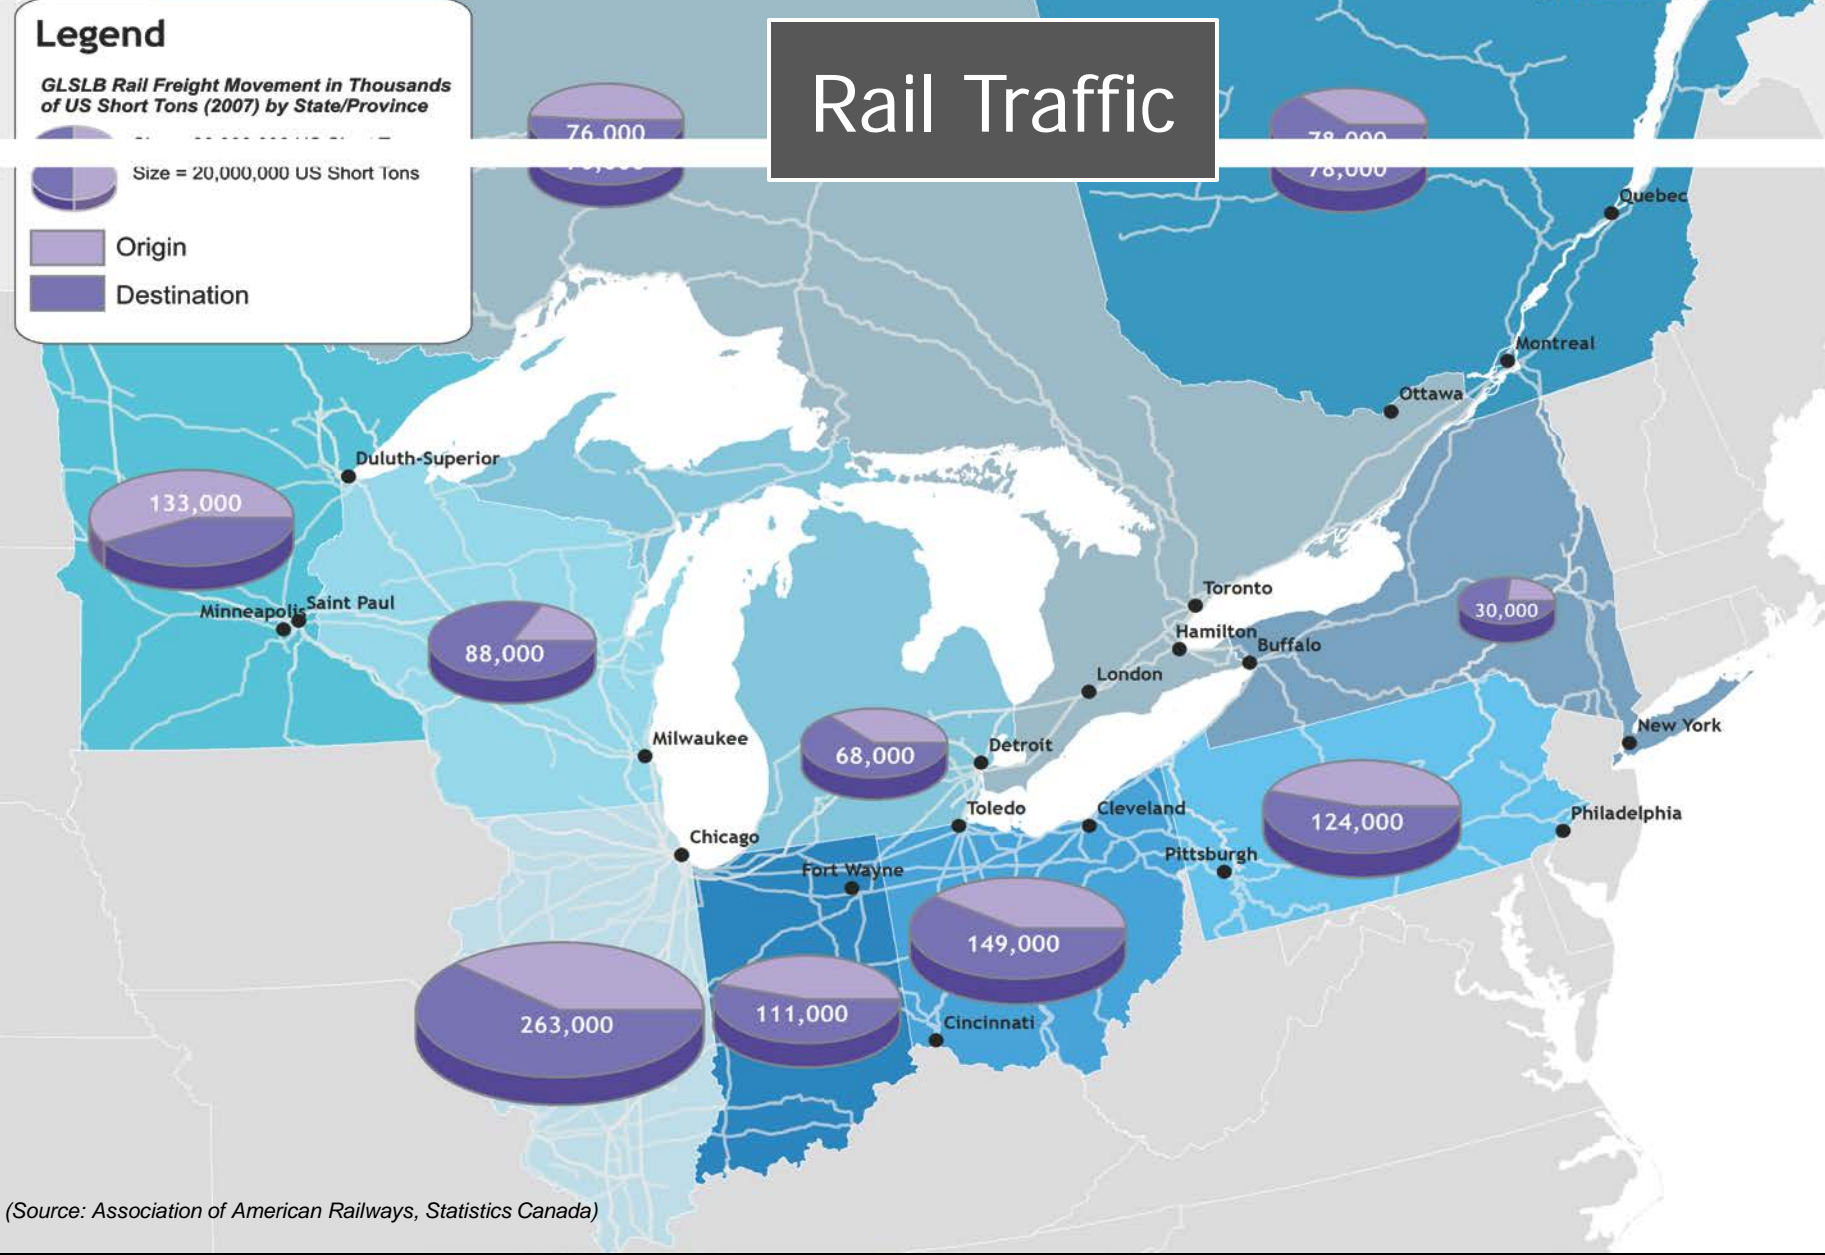 Legend
GLSLB Rail Freight Movement in Thousands
of US Short Tons (2007) by State/Province
Size = 20,000,000 US Short Tons
Origin
Destination
Rail Traffic
76,000
78,000
78,000
Quebec
Montreal
Ottawa
Duluth-Superior
133,000
Minneapolis
Saint Paul
88,000
Toronto
Hamilton
Buffalo
30,000
London
Milwaukee
68,000
Detroit
New York
Toledo
Cleveland
124,000
Philadelphia
Chicago
Pittsburgh
Fort Wayne
149,000
263,000
111,000
Cincinnati
(Source: Association of American Railways, Statistics Canada)